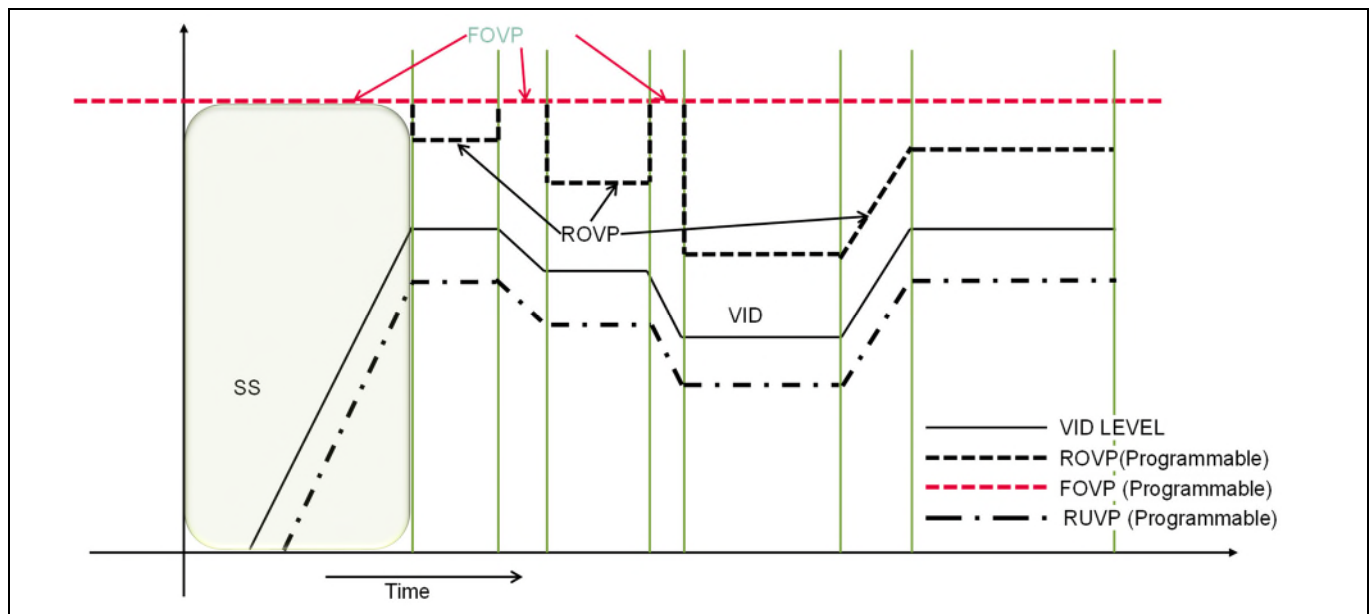 FOVP
ROVP
VID
SS
VID LEVEL
ROVP(Programmable)
FOVP (Programmable)
RUVP (Programmable)
Time